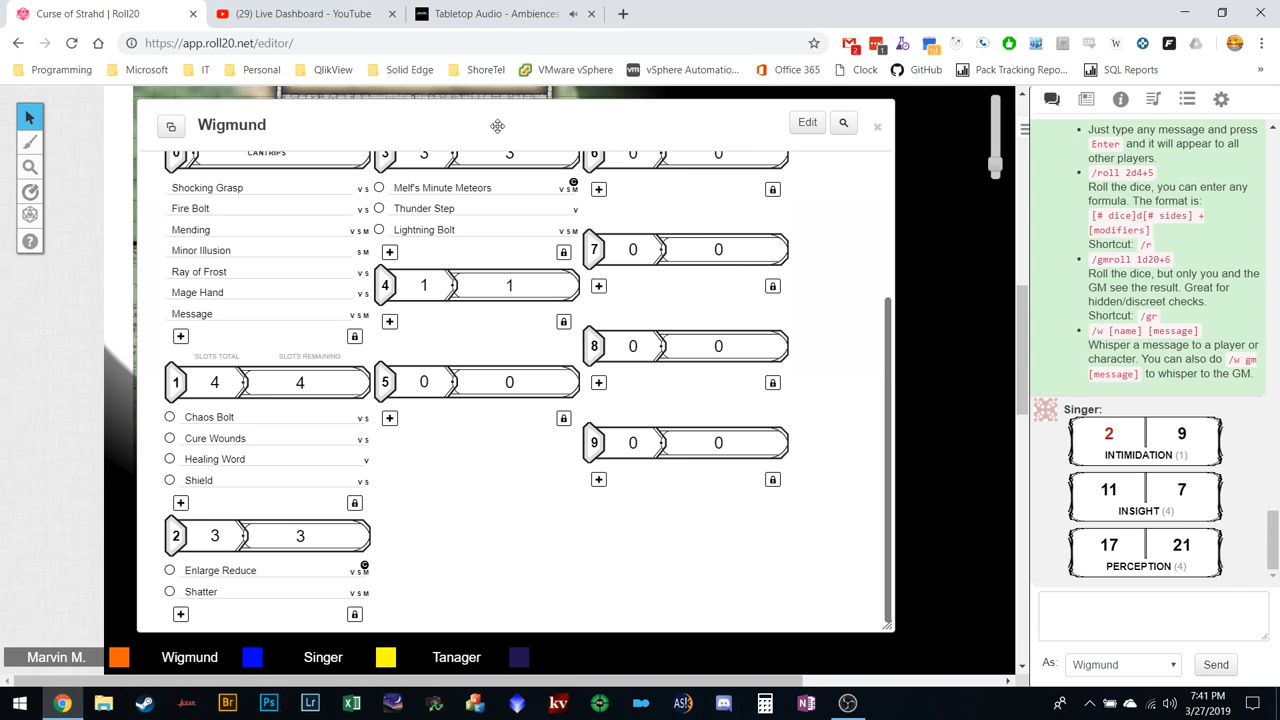 Curse of Strahd | Roll20
(29) Live Dashboard - YouTube
Tabletop Audio - Ambiences
https://app.roll20.net/editor/
2
1
Programming
Microsoft
IT
Personal
QlikView
Solid Edge
ShoreTel
VMware vSphere
vSphere Automatio...
Office 365
Clock
GitHub
Pack Tracking Repo...
SQL Reports
»
Wigmund
Edit
CANTRIPS
Shocking Grasp V S
Fire Bolt V S
Mending V S M
Minor Illusion S M
Ray of Frost V S
Mage Hand V S
Message V S M
SLOTS TOTAL SLOTS REMAINING
1 4 4
Chaos Bolt V S
Cure Wounds V S
Healing Word V
Shield V S
2 3 3
Enlarge Reduce C V S M
Shatter V S M
3 3 3
Melf's Minute Meteors C V S M
Thunder Step V
Lightning Bolt V S M
4 1 1
5 0 0
6 0 0
7 0 0
8 0 0
9 0 0
Just type any message and press
Enter and it will appear to all
other players.
/roll 2d4+5
Roll the dice, you can enter any
formula. The format is:
[# dice]d[# sides] +
[modifiers]
Shortcut: /r
/gmroll 1d20+6
Roll the dice, but only you and the
GM see the result. Great for
hidden/discreet checks.
Shortcut: /gr
/w [name] [message]
Whisper a message to a player or
character. You can also do /w gm
[message] to whisper to the GM.
Singer:
2 9
INTIMIDATION (1)
11 7
INSIGHT (4)
17 21
PERCEPTION (4)
As: Wigmund Send
Marvin M. Wigmund Singer Tanager
7:41 PM
3/27/2019